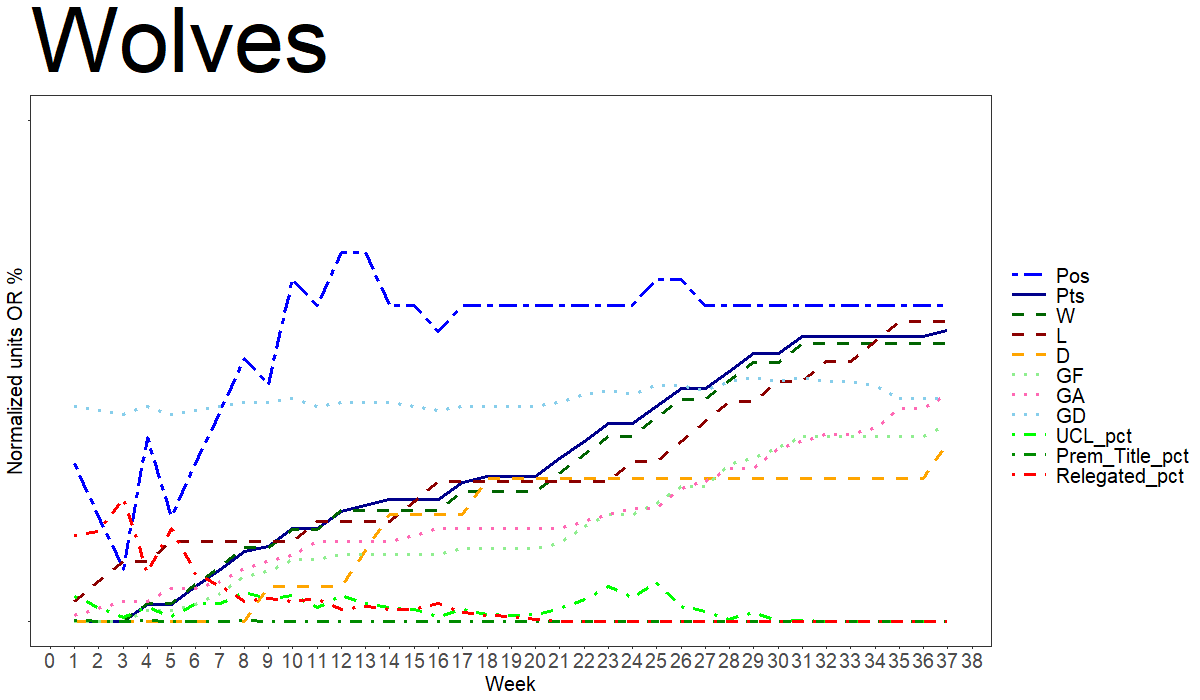 Wolves
Normalized units OR %
Pos
Pts
W
L
D
GF
GA
GD
UCL_pct
Prem_Title_pct
Relegated_pct
0 1 2 3 4 5 6 7 8 9 10 11 12 13 14 15 16 17 18 19 20 21 22 23 24 25 26 27 28 29 30 31 32 33 34 35 36 37 38
Week